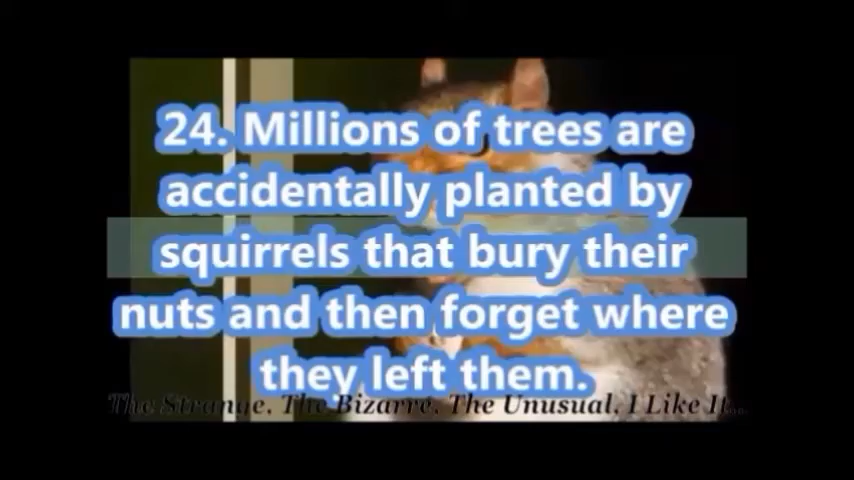 24. Millions of trees are
accidentally planted by
squirrels that bury their
nuts and then forget where
they left them.
The Strange, The Bizarre, The Unusual, I Like It...